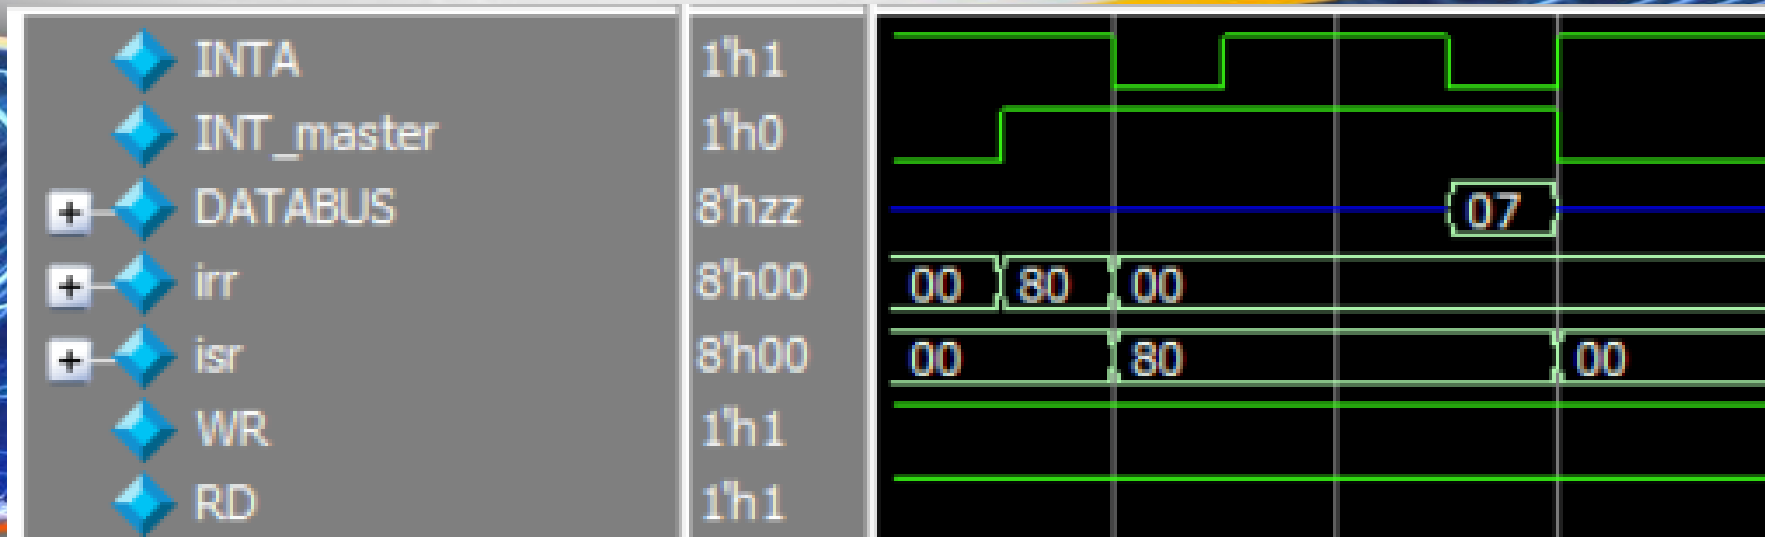 INTA 1'h1
INT_master 1'h0
DATABUS 8'hzz 07
irr 8'h00 00 80 00
isr 8'h00 00 80 00
WR 1'h1
RD 1'h1